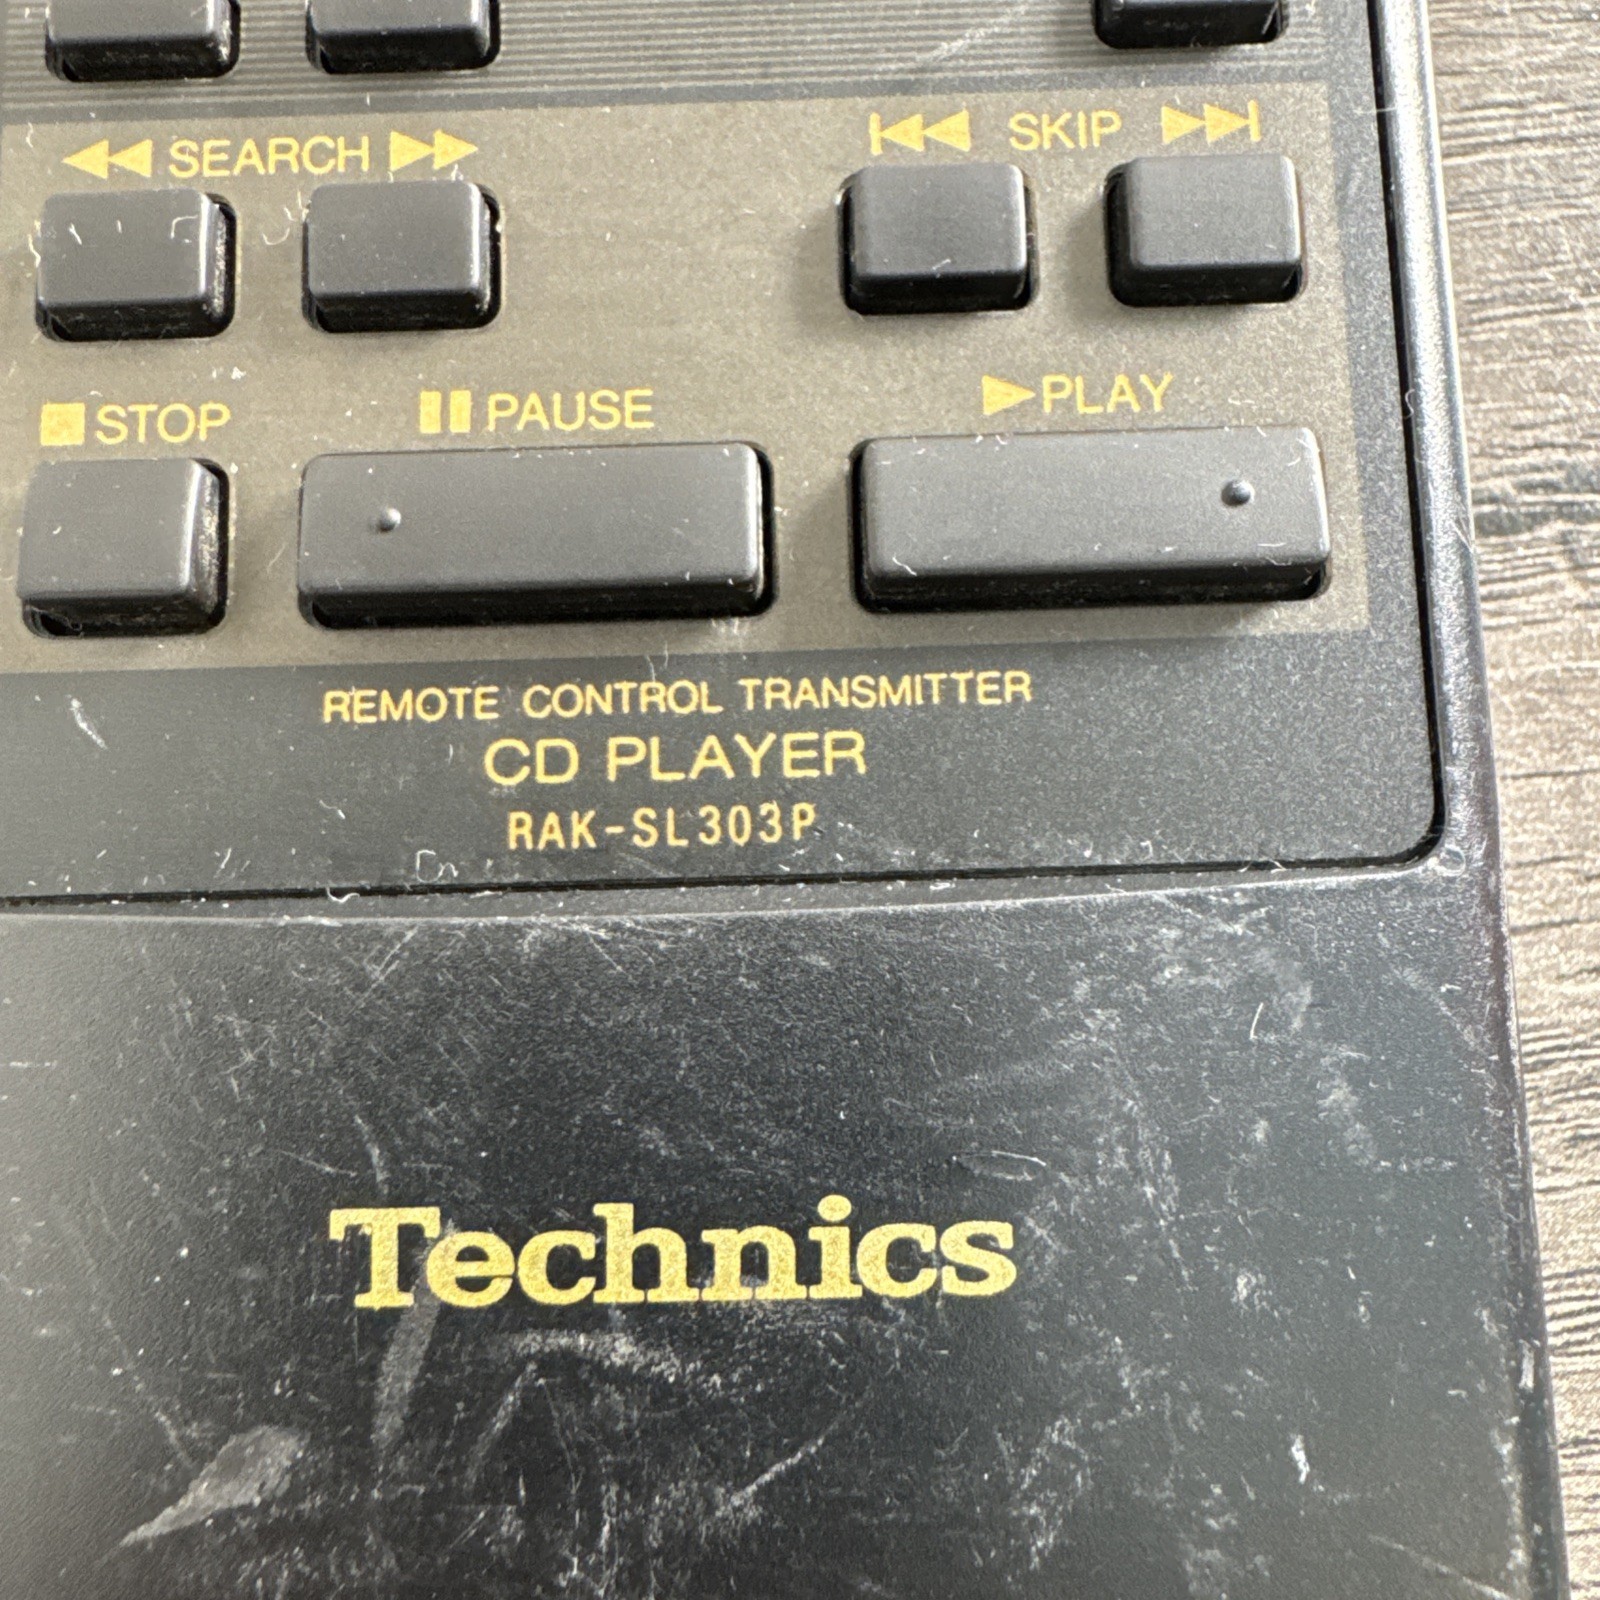 SEARCH SKIP
STOP PAUSE PLAY
REMOTE CONTROL TRANSMITTER
CD PLAYER
RAK-SL303P
Technics